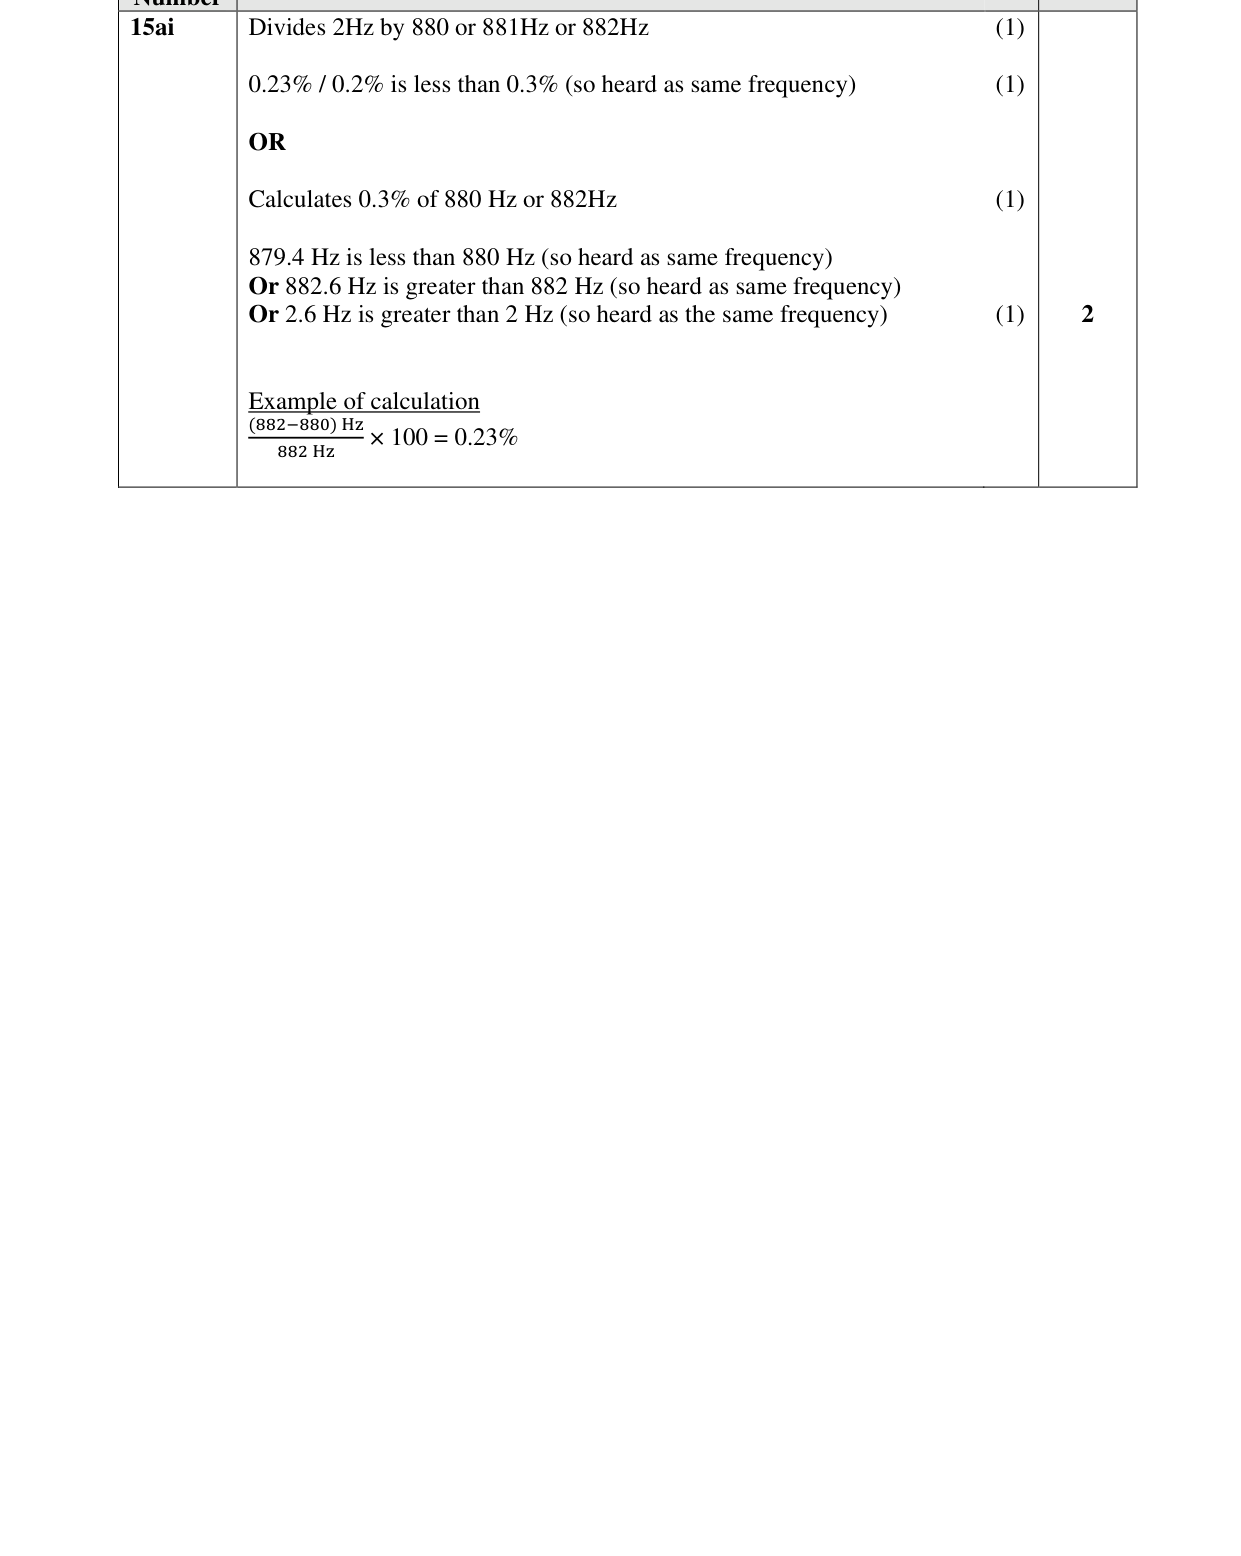 Number
15ai Divides 2Hz by 880 or 881Hz or 882Hz (1)
0.23% / 0.2% is less than 0.3% (so heard as same frequency) (1)
OR
Calculates 0.3% of 880 Hz or 882Hz (1)
879.4 Hz is less than 880 Hz (so heard as same frequency)
Or 882.6 Hz is greater than 882 Hz (so heard as same frequency)
Or 2.6 Hz is greater than 2 Hz (so heard as the same frequency) (1) 2
Example of calculation
(882−880) Hz
882 Hz
× 100 = 0.23%